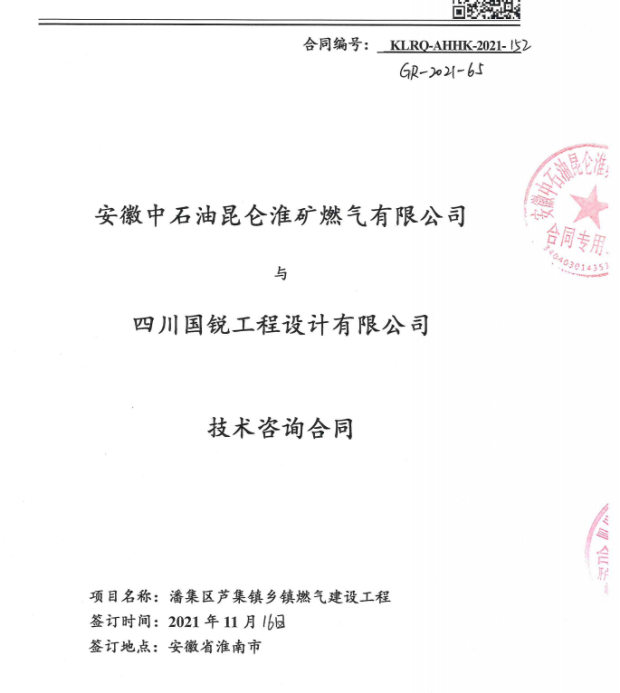 合同编号： KLRQ-AHHK-2021-152
GR-2021-65
安徽中石油昆仑淮矿燃气有限公司
与
四川国锐工程设计有限公司
技术咨询合同
安徽中石油昆仑淮
合同专用
项目名称：潘集区芦集镇乡镇燃气建设工程
签订时间：2021 年 11 月 16日
签订地点：安徽省淮南市